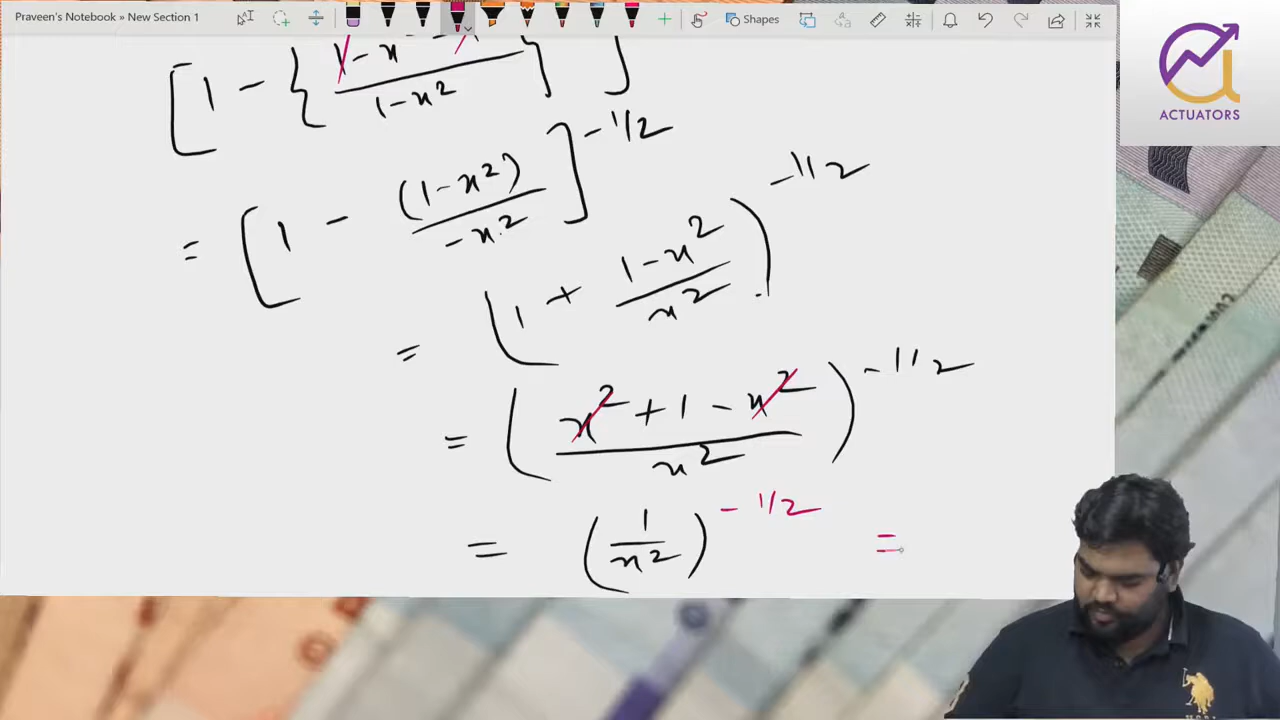 Praveen's Notebook » New Section 1
Shapes
ACTUATORS
[1 - { 1-x - / 1-x² } ]
= [1 - (1-x²) / -x²]^-1/2
= (1 + 1-x² / x²)^-1/2
= (x² + 1 - x² / x²)^-1/2
= (1/x²)^-1/2 =